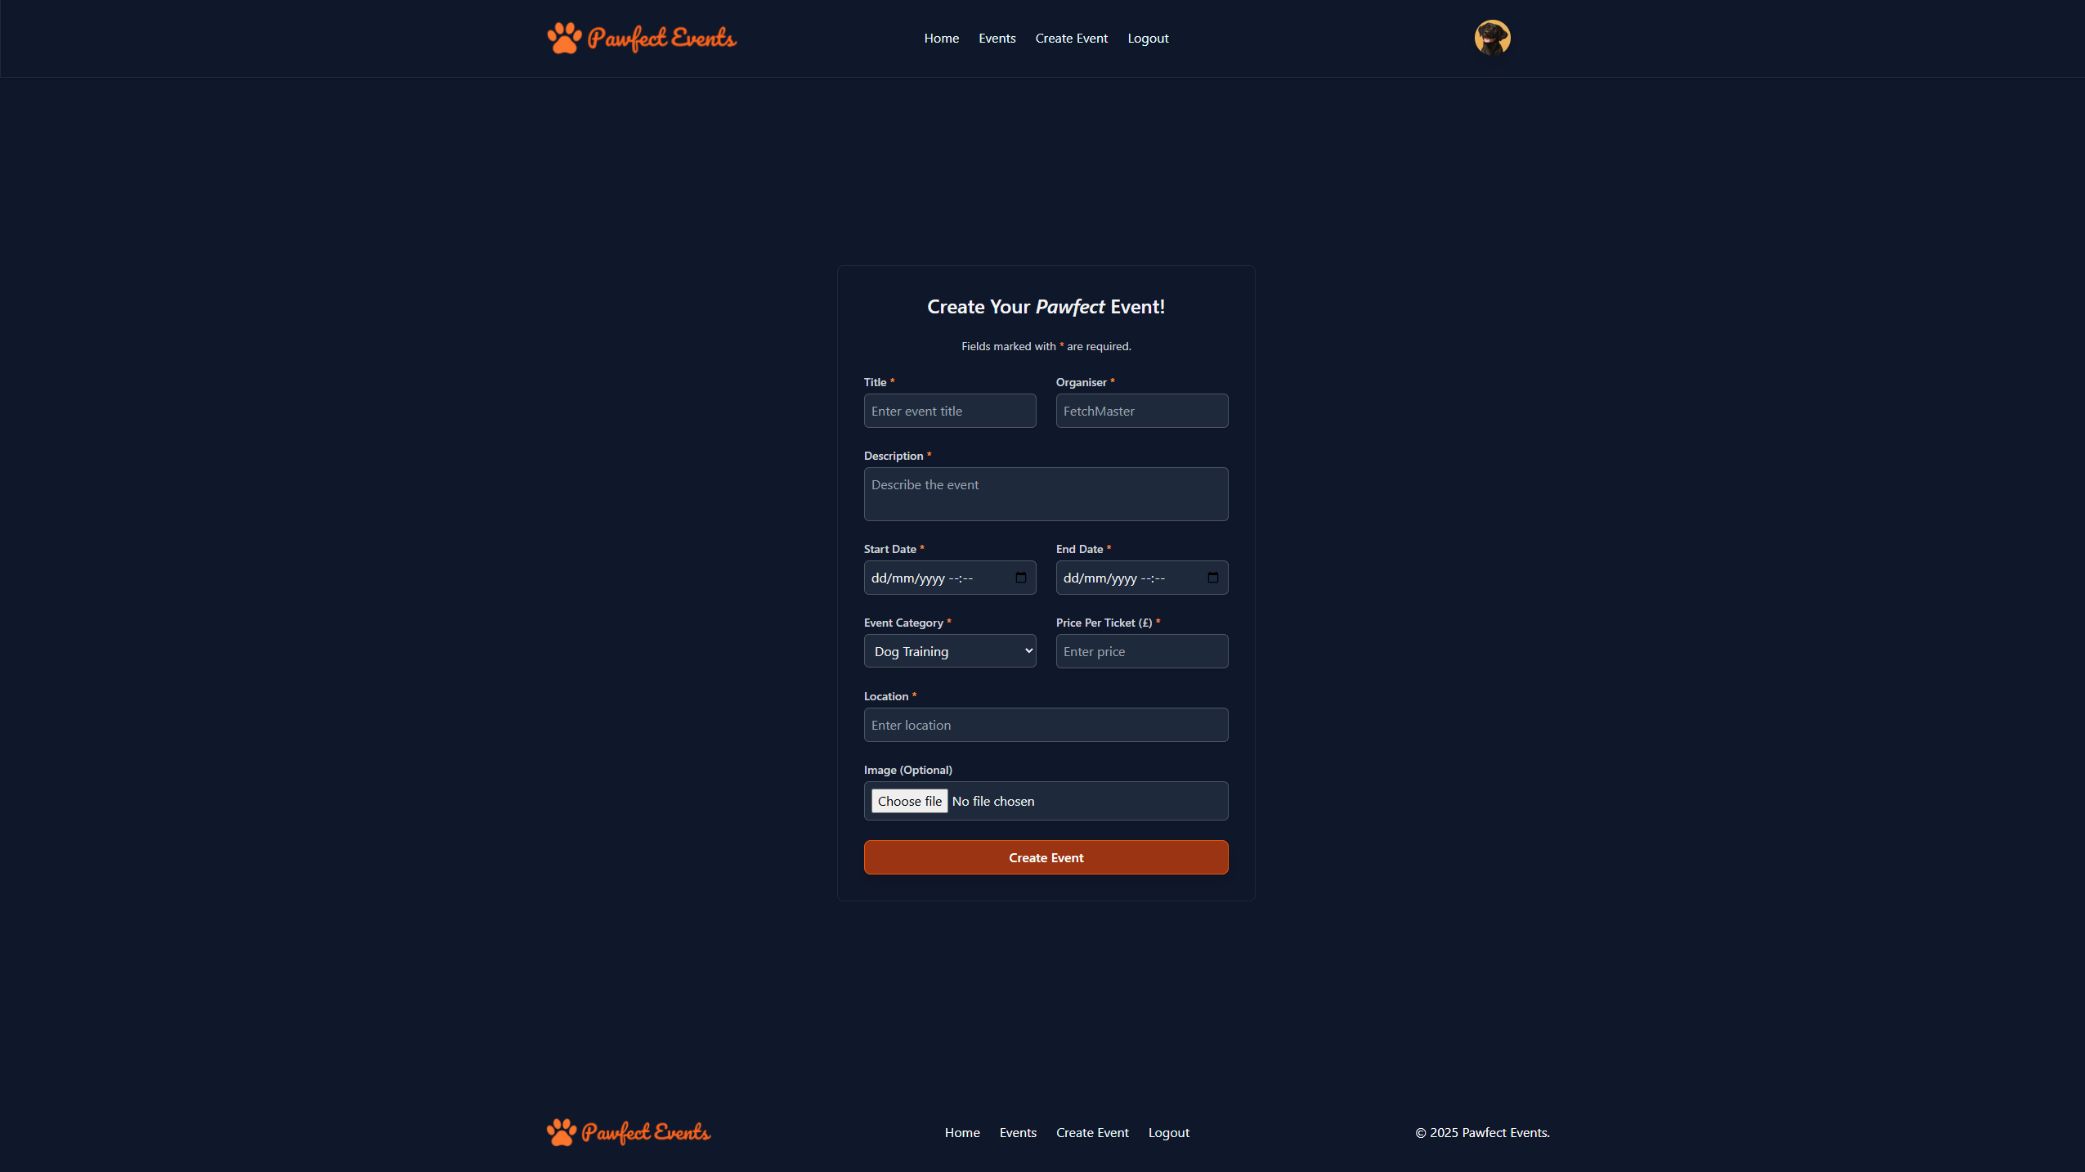 Pawfect Events
Home Events Create Event Logout
Create Your Pawfect Event!
Fields marked with * are required.
Title * Organiser *
Enter event title FetchMaster
Description *
Describe the event
Start Date * End Date *
dd/mm/yyyy --:-- dd/mm/yyyy --:--
Event Category * Price Per Ticket (£) *
Dog Training Enter price
Location *
Enter location
Image (Optional)
Choose file No file chosen
Create Event
Pawfect Events
Home Events Create Event Logout
© 2025 Pawfect Events.